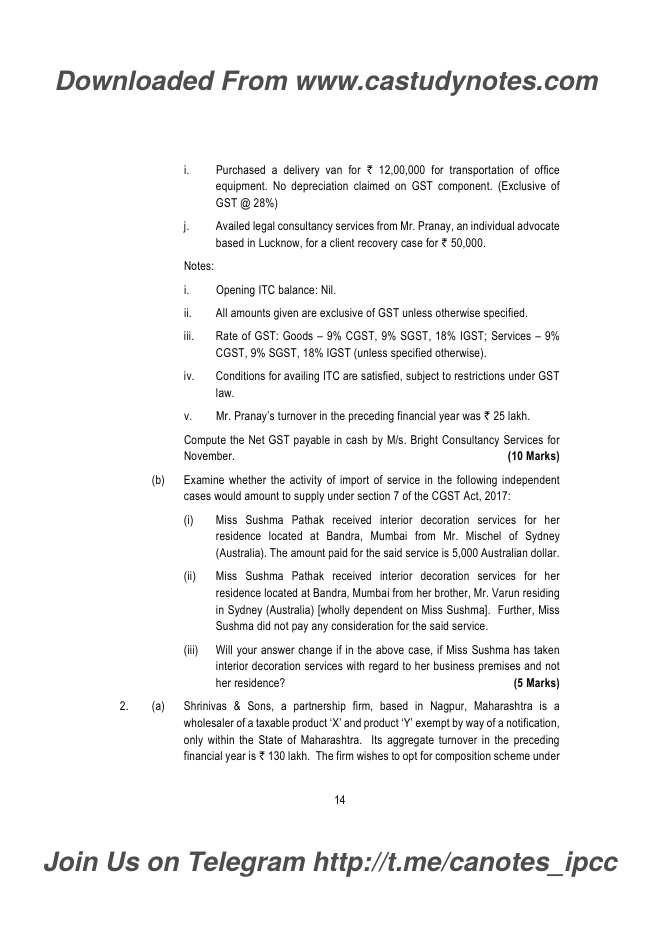 Downloaded From www.castudynotes.com
i. Purchased a delivery van for ₹ 12,00,000 for transportation of office
equipment. No depreciation claimed on GST component. (Exclusive of
GST @ 28%)
j. Availed legal consultancy services from Mr. Pranay, an individual advocate
based in Lucknow, for a client recovery case for ₹ 50,000.
Notes:
i. Opening ITC balance: Nil.
ii. All amounts given are exclusive of GST unless otherwise specified.
iii. Rate of GST: Goods – 9% CGST, 9% SGST, 18% IGST; Services – 9%
CGST, 9% SGST, 18% IGST (unless specified otherwise).
iv. Conditions for availing ITC are satisfied, subject to restrictions under GST
law.
v. Mr. Pranay's turnover in the preceding financial year was ₹ 25 lakh.
Compute the Net GST payable in cash by M/s. Bright Consultancy Services for
November. (10 Marks)
(b) Examine whether the activity of import of service in the following independent
cases would amount to supply under section 7 of the CGST Act, 2017:
(i) Miss Sushma Pathak received interior decoration services for her
residence located at Bandra, Mumbai from Mr. Mischel of Sydney
(Australia). The amount paid for the said service is 5,000 Australian dollar.
(ii) Miss Sushma Pathak received interior decoration services for her
residence located at Bandra, Mumbai from her brother, Mr. Varun residing
in Sydney (Australia) [wholly dependent on Miss Sushma]. Further, Miss
Sushma did not pay any consideration for the said service.
(iii) Will your answer change if in the above case, if Miss Sushma has taken
interior decoration services with regard to her business premises and not
her residence? (5 Marks)
2. (a) Shrinivas & Sons, a partnership firm, based in Nagpur, Maharashtra is a
wholesaler of a taxable product 'X' and product 'Y' exempt by way of a notification,
only within the State of Maharashtra. Its aggregate turnover in the preceding
financial year is ₹ 130 lakh. The firm wishes to opt for composition scheme under
14
Join Us on Telegram http://t.me/canotes_ipcc